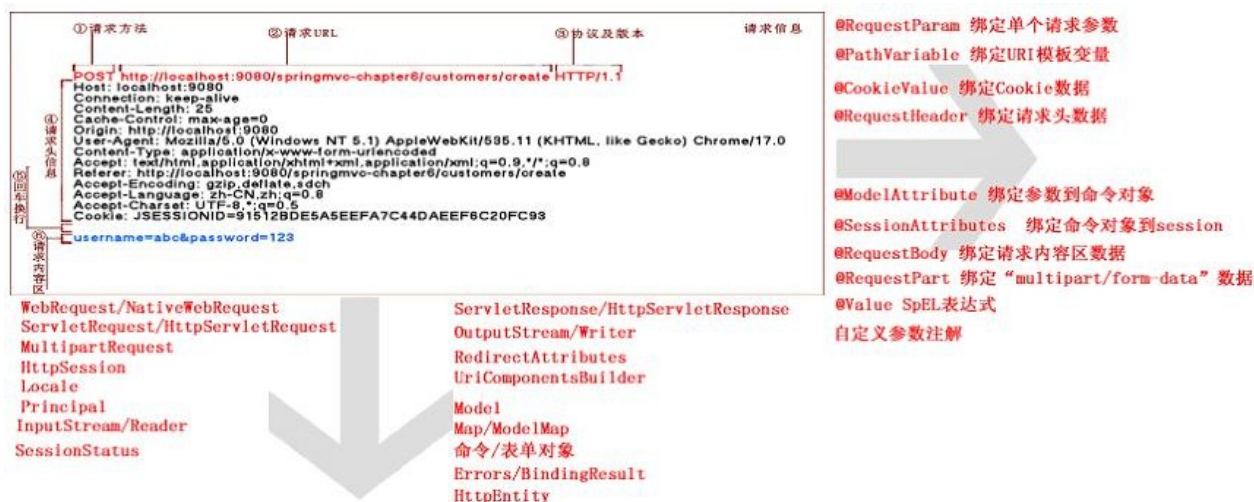 ①请求方法 ②请求URL ③协议及版本 请求信息
POST http://localhost:9080/springmvc-chapter6/customers/create HTTP/1.1
Host: localhost:9080
Connection: keep-alive
Content-Length: 25
Cache-Control: max-age=0
Origin: http://localhost:9080
User-Agent: Mozilla/5.0 (Windows NT 5.1) AppleWebKit/535.11 (KHTML, like Gecko) Chrome/17.0
Content-Type: application/x-www-form-urlencoded
Accept: text/html,application/xhtml+xml,application/xml;q=0.9,*/*;q=0.8
Referer: http://localhost:9080/springmvc-chapter6/customers/create
Accept-Encoding: gzip,deflate,sdch
Accept-Language: zh-CN,zh;q=0.8
Accept-Charset: UTF-8,*;q=0.5
Cookie: JSESSIONID=91512BDE5A5EEFA7C44DAEEF6C20FC93
④请求头信息
⑤回车换行
username=abc&password=123
⑥请求内容区
@RequestParam 绑定单个请求参数
@PathVariable 绑定URI模板变量
@CookieValue 绑定Cookie数据
@RequestHeader 绑定请求头数据
@ModelAttribute 绑定参数到命令对象
@SessionAttributes 绑定命令对象到session
@RequestBody 绑定请求内容区数据
@RequestPart 绑定“multipart/form-data”数据
@Value SpEL表达式
自定义参数注解
WebRequest/NativeWebRequest
ServletRequest/HttpServletRequest
MultipartRequest
HttpSession
Locale
Principal
InputStream/Reader
SessionStatus
ServletResponse/HttpServletResponse
OutputStream/Writer
RedirectAttributes
UriComponentsBuilder
Model
Map/ModelMap
命令/表单对象
Errors/BindingResult
HttpEntity